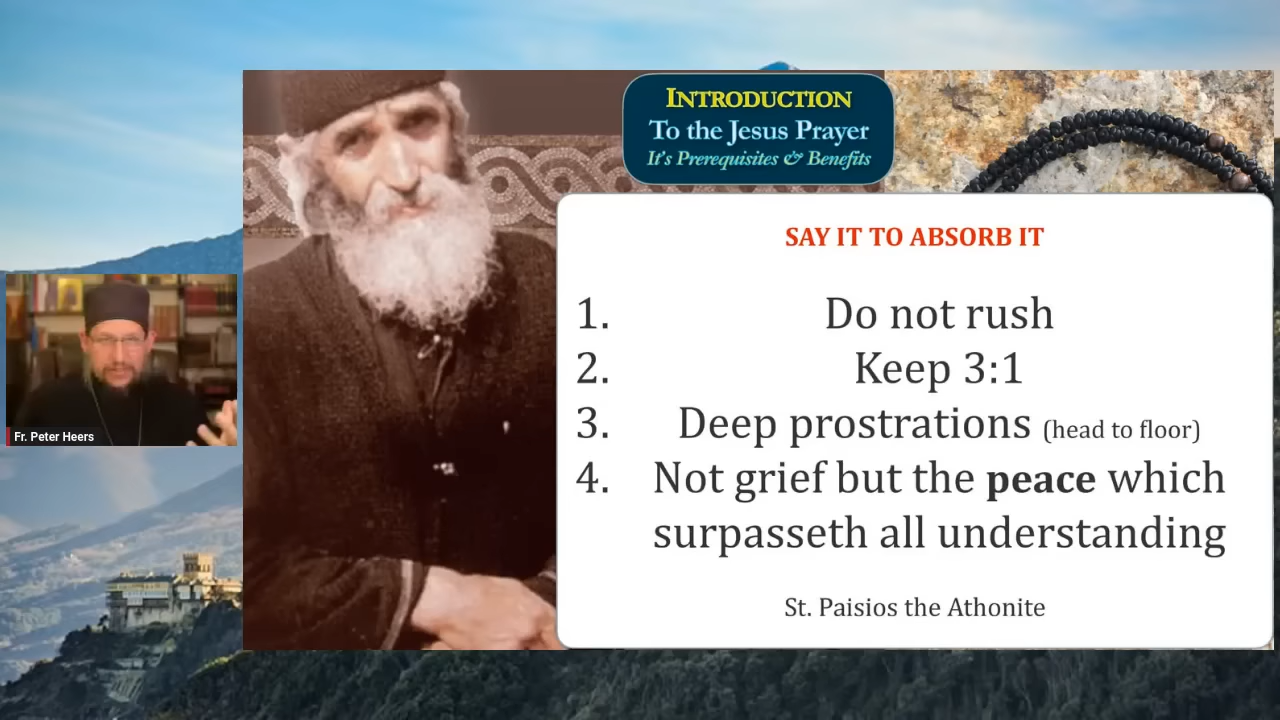 INTRODUCTION
To the Jesus Prayer
It's Prerequisites & Benefits
SAY IT TO ABSORB IT
1. Do not rush
2. Keep 3:1
3. Deep prostrations (head to floor)
4. Not grief but the peace which
surpasseth all understanding
St. Paisios the Athonite
Fr. Peter Heers